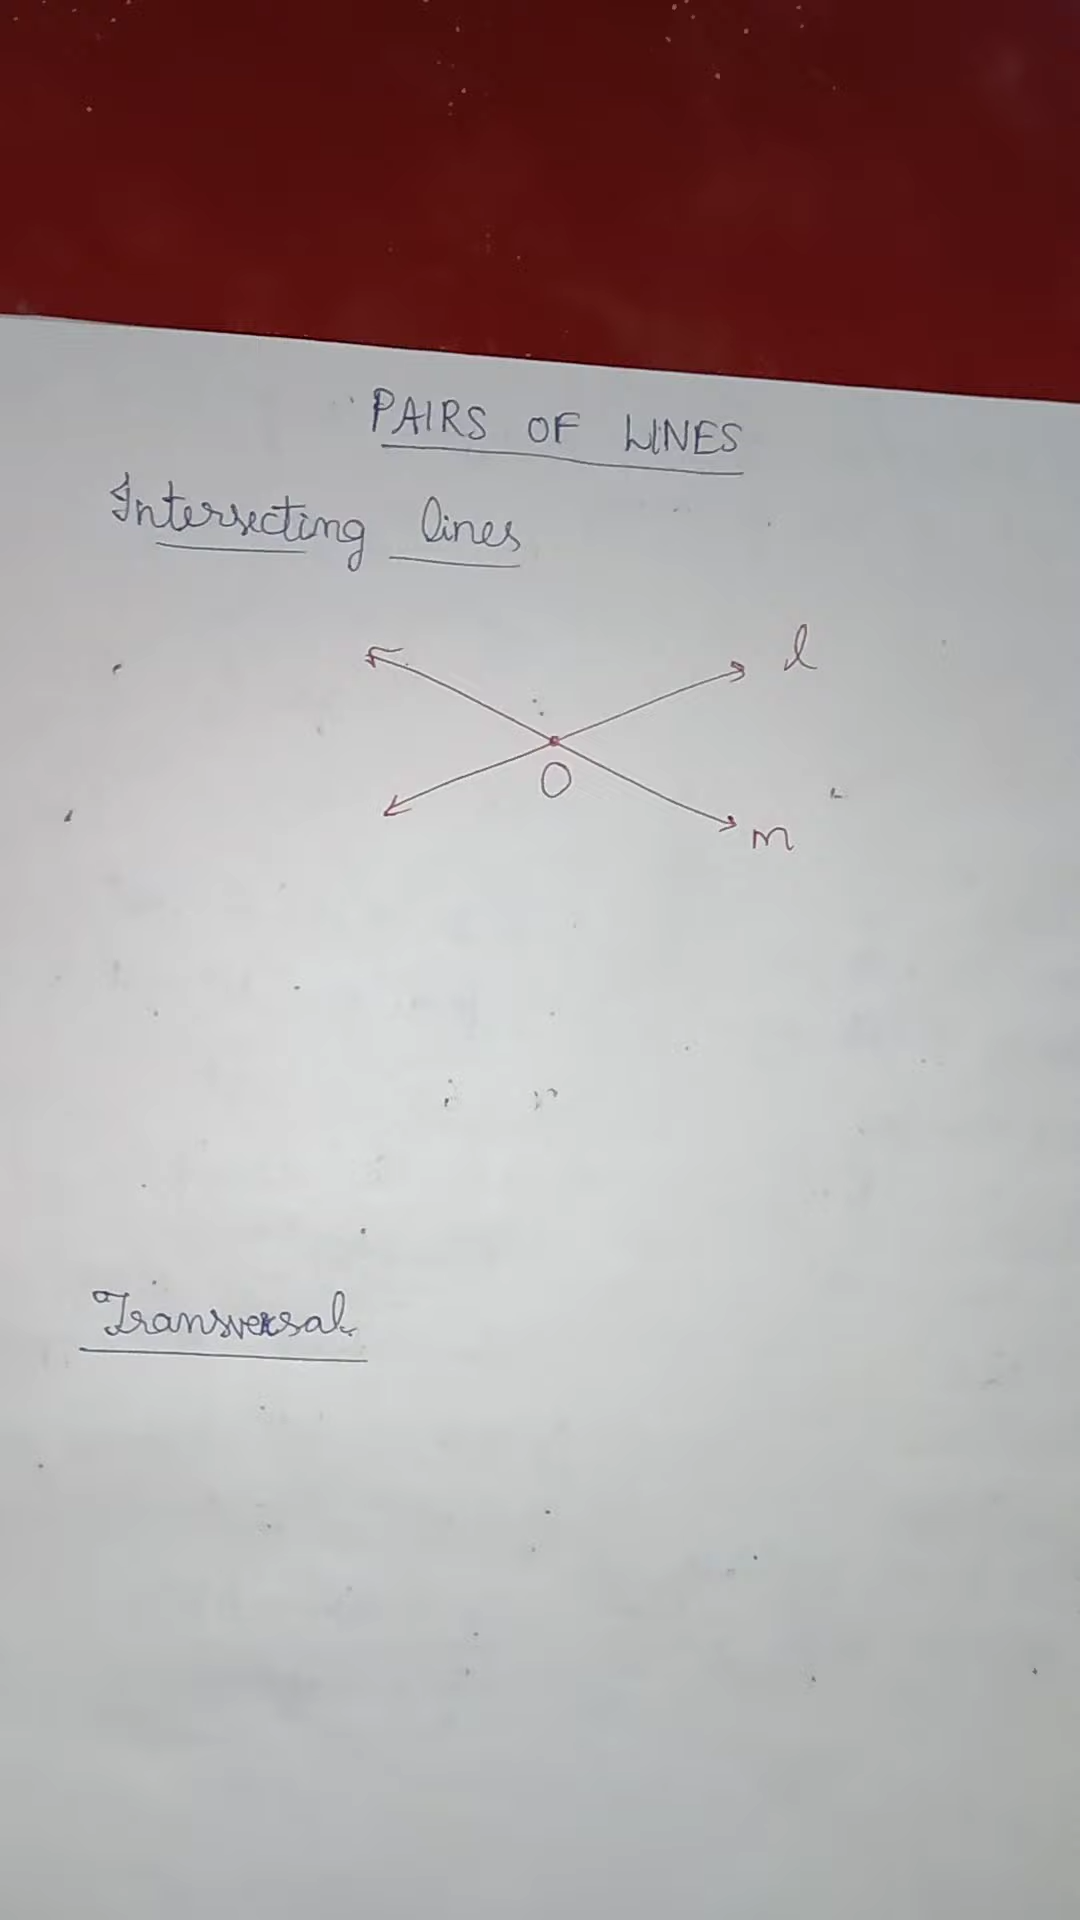 PAIRS OF LINES
Intersecting lines
l
O
m
Transversal